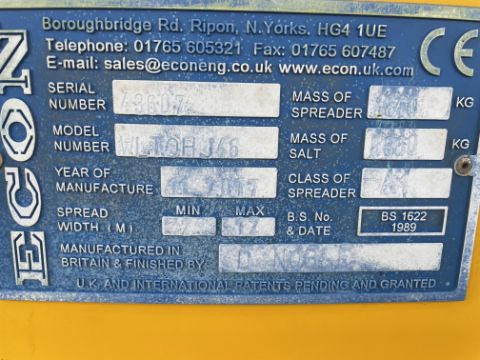 ECON
Boroughbridge Rd. Ripon, N.Yorks. HG4 1UE
Telephone: 01765 605321 Fax: 01765 607487
E-mail: sales@econeng.co.uk www.econ.uk.com
CE
SERIAL NUMBER
MASS OF SPREADER KG
MODEL NUMBER
MASS OF SALT KG
YEAR OF MANUFACTURE
CLASS OF SPREADER
SPREAD WIDTH (M) MIN MAX 12
B.S. No. & DATE BS 1622 1989
MANUFACTURED IN BRITAIN & FINISHED BY:
U.K. AND INTERNATIONAL PATENTS PENDING AND GRANTED